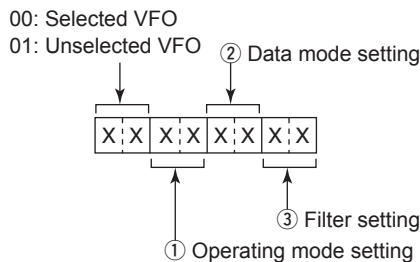 00: Selected VFO
01: Unselected VFO
② Data mode setting
X X X X X X X X
③ Filter setting
① Operating mode setting